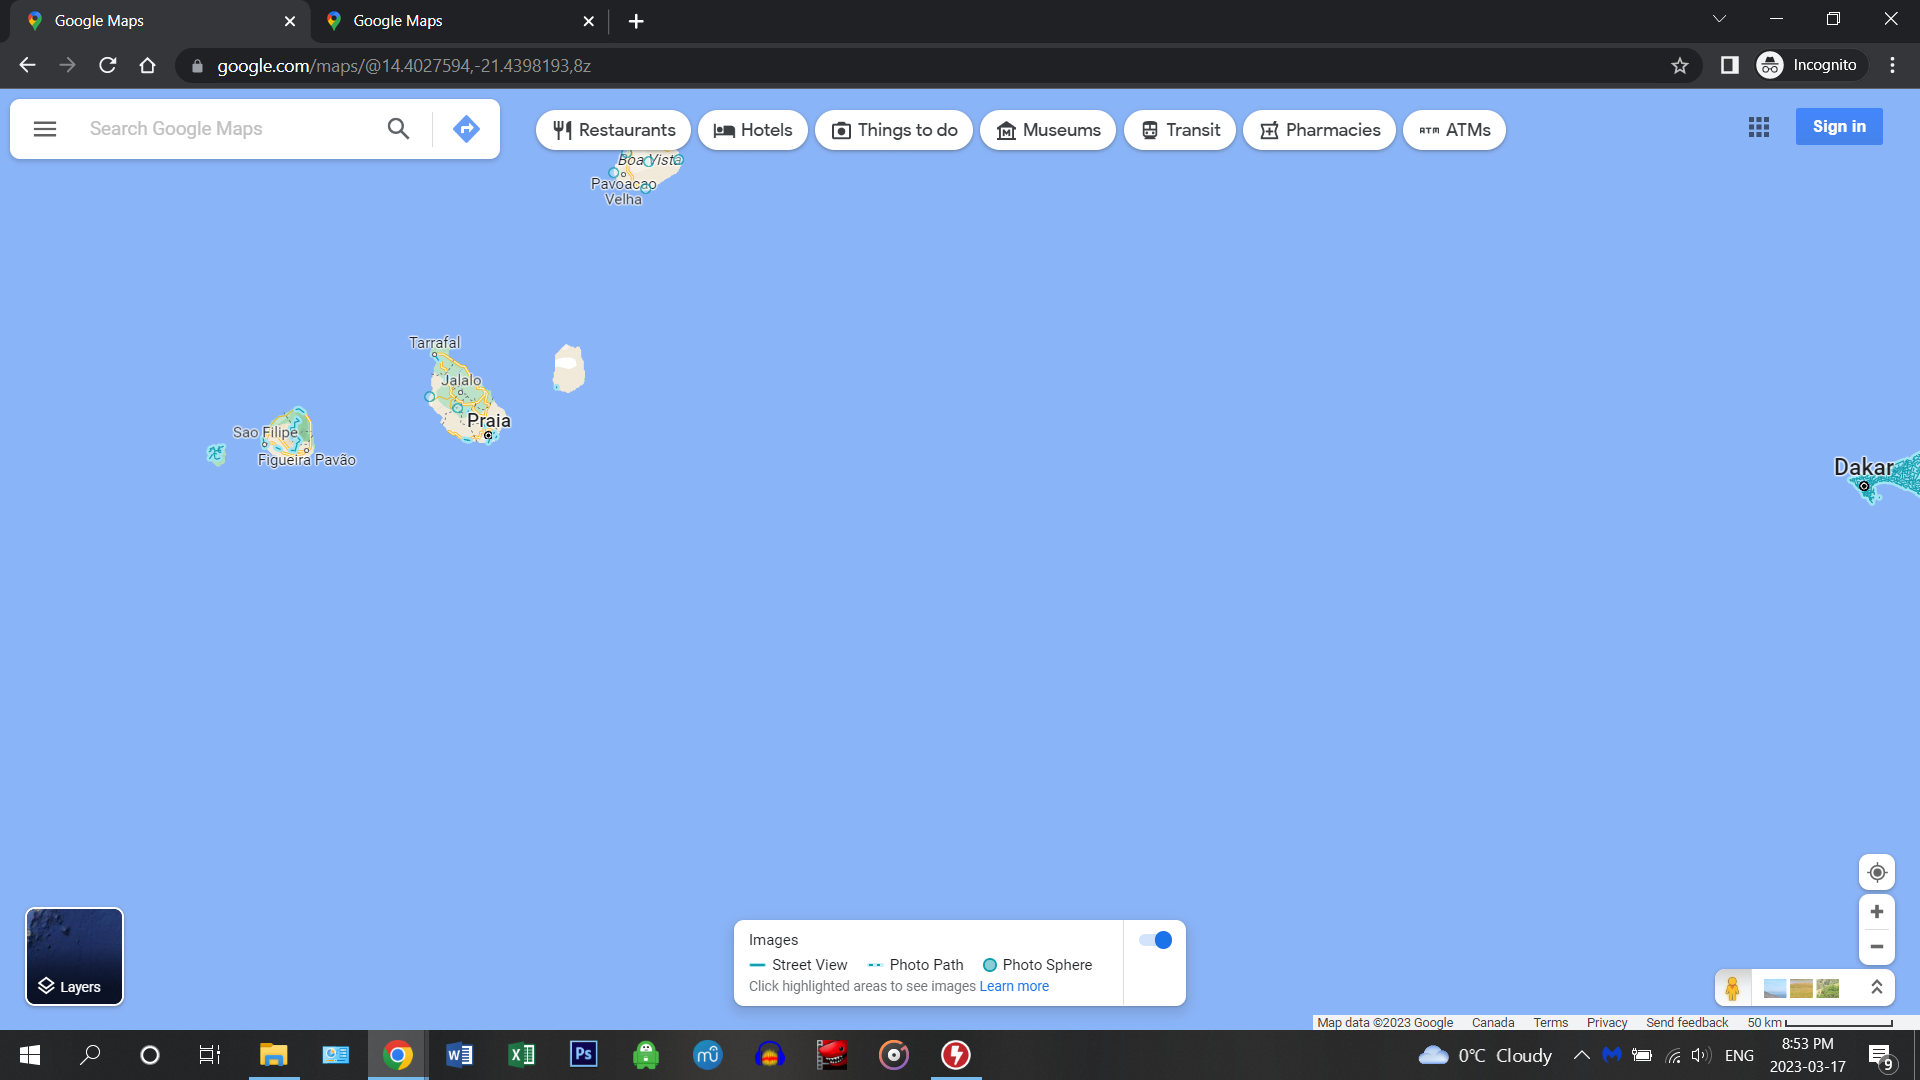 Google Maps
Google Maps
google.com/maps/@14.4027594,-21.4398193,8z
Incognito
Search Google Maps
Restaurants
Hotels
Things to do
Museums
Transit
Pharmacies
ATM ATMs
Sign in
Boa Vista
Pavoacao
Velha
Tarrafal
Jalalo
Praia
Sao Filipe
Figueira Pavão
Dakar
Layers
Images
Street View
Photo Path
Photo Sphere
Click highlighted areas to see images Learn more
Map data ©2023 Google
Canada
Terms
Privacy
Send feedback
50 km
W
X
Ps
mū
0°C Cloudy
ENG
8:53 PM
2023-03-17
9